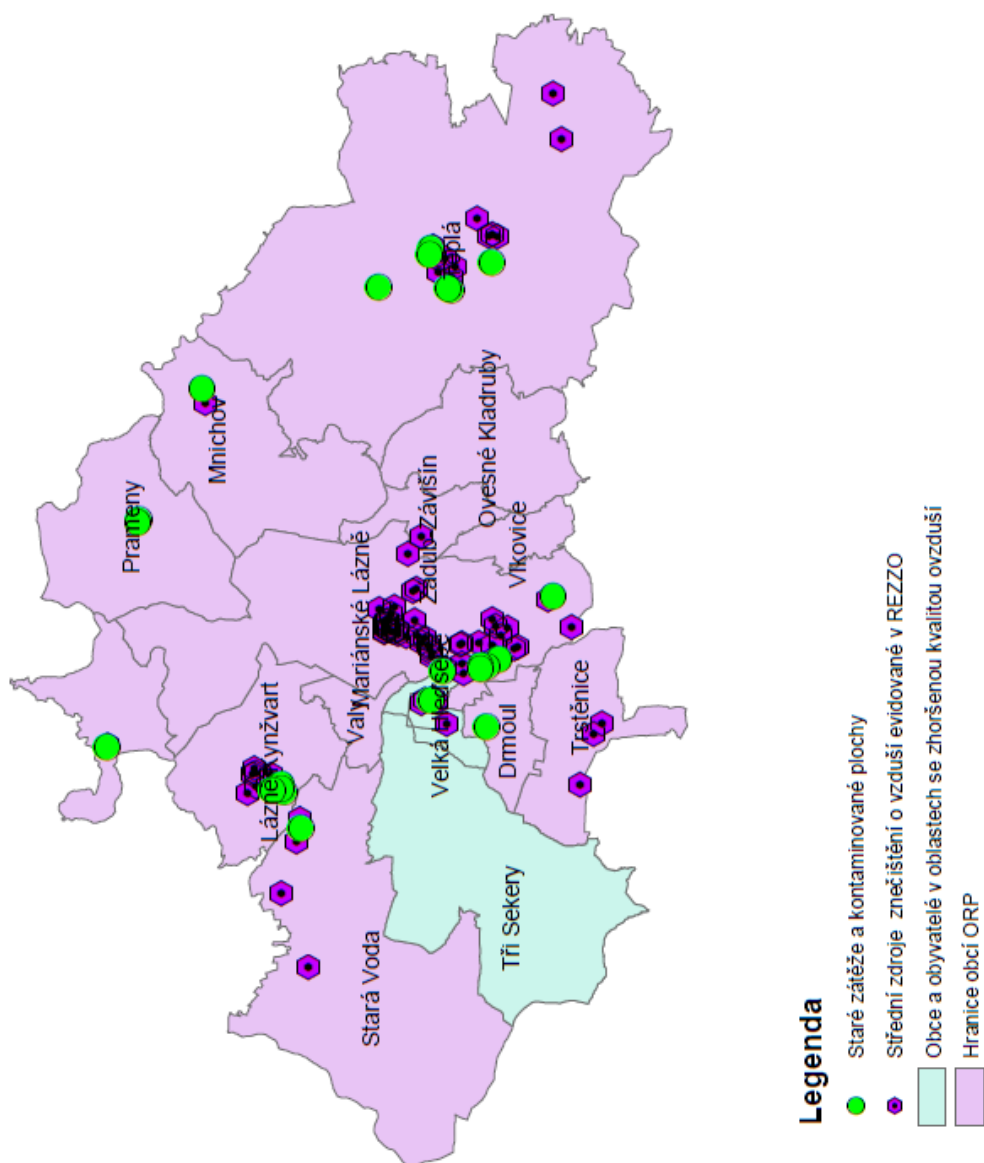 Prameny
Mnichov
Lázně Kynžvart
Valy
Mariánské Lázně
Stará Voda
Zádub-Závišín
Velká Hleďsebe
Teplá
Ovesné Kladruby
Drmoul
Tři Sekery
Vlkovice
Trstěnice
Legenda
Staré zátěže a kontaminované plochy
Střední zdroje znečištění o vzduší evidované v REZZO
Obce a obyvatelé v oblastech se zhoršenou kvalitou ovzduší
Hranice obcí ORP